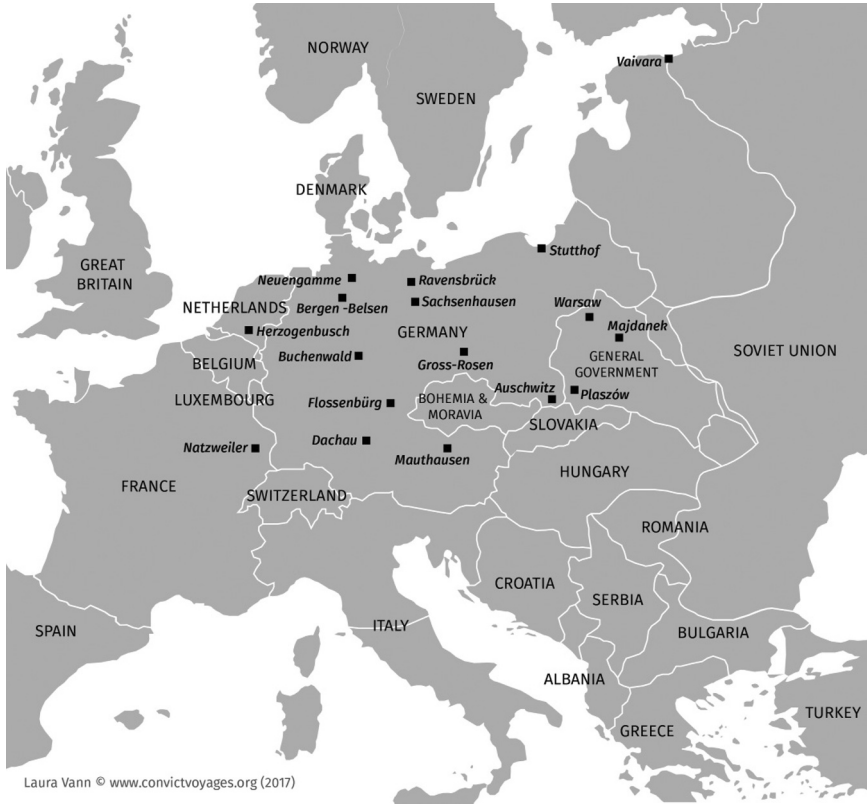 NORWAY
Vaivara
SWEDEN
DENMARK
Stutthof
GREAT
BRITAIN
Neuengamme
Ravensbrück
NETHERLANDS
Bergen -Belsen
Sachsenhausen
Warsaw
Herzogenbusch
GERMANY
Majdanek
SOVIET UNION
BELGIUM
Buchenwald
Gross-Rosen
GENERAL
GOVERNMENT
LUXEMBOURG
Flossenbürg
BOHEMIA &
MORAVIA
Auschwitz
Plaszów
SLOVAKIA
Natzweiler
Dachau
Mauthausen
HUNGARY
FRANCE
SWITZERLAND
ROMANIA
CROATIA
SERBIA
SPAIN
ITALY
BULGARIA
ALBANIA
TURKEY
GREECE
Laura Vann © www.convictvoyages.org (2017)